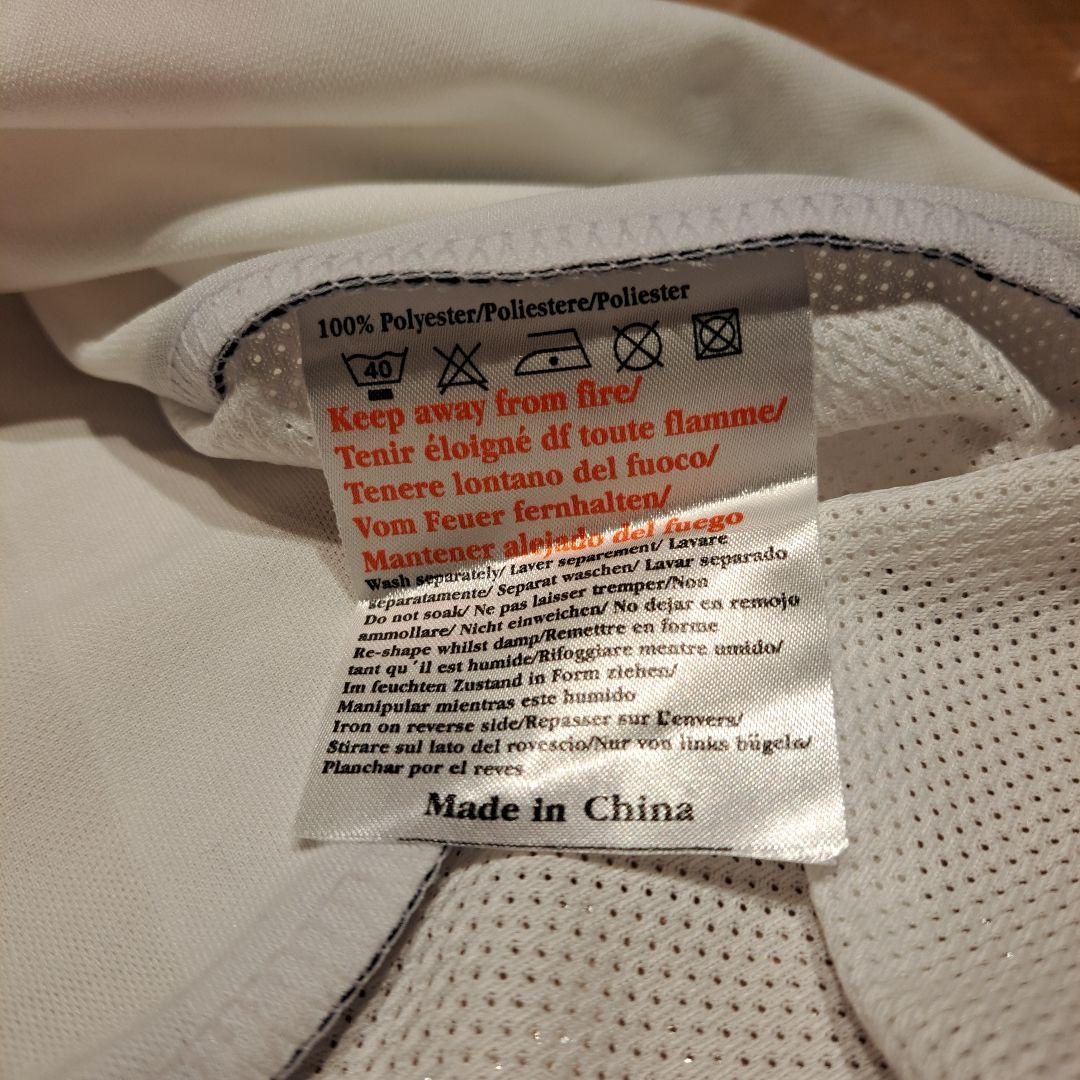 100% Polyester/Poliestere/Poliester
40
Keep away from fire/
Tenir éloigné df toute flamme/
Tenere lontano del fuoco/
Vom Feuer fernhalten/
Mantener alejado del fuego
Wash separately/ Laver separement/ Lavare
separatamente/ Separat waschen/ Lavar separado
Do not soak/ Ne pas laisser tremper/Non
ammollare/ Nicht einweichen/ No dejar en remojo
Re-shape whilst damp/Remettre en forme
tant qu´il est humide/Rifoggiare mentre umido/
Im feuchten Zustand in Form ziehen/
Manipular mientras este humido
Iron on reverse side/Repasser sur L'envers/
Stirare sul lato del rovescio/Nur von links bügeln/
Planchar por el reves
Made in China